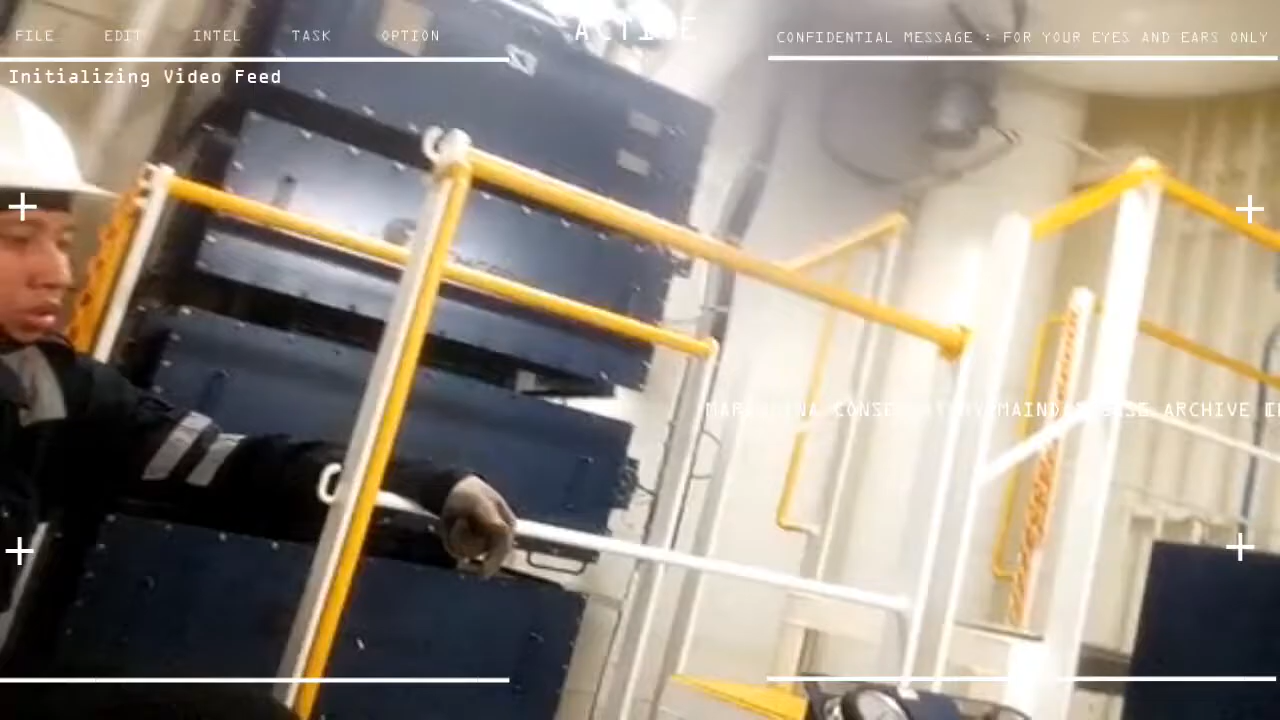 FILE EDIT INTEL TASK OPTION
ACTIVE
CONFIDENTIAL MESSAGE : FOR YOUR EYES AND EARS ONLY
Initializing Video Feed
ARCHIVE